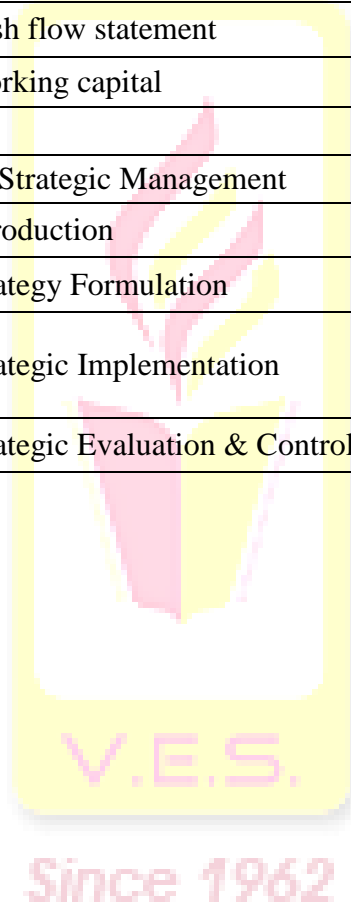 sh flow statement
orking capital
Strategic Management
roduction
ategy Formulation
ategic Implementation
ategic Evaluation & Control
V.E.S.
Since 1962